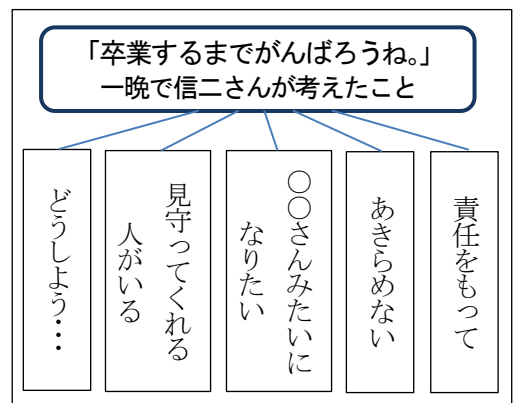 「卒業するまでがんばろうね。」
一晩で信二さんが考えたこと
責任をもって
あきらめない
〇〇さんみたいに
なりたい
見守ってくれる
人がいる
どうしよう・・・